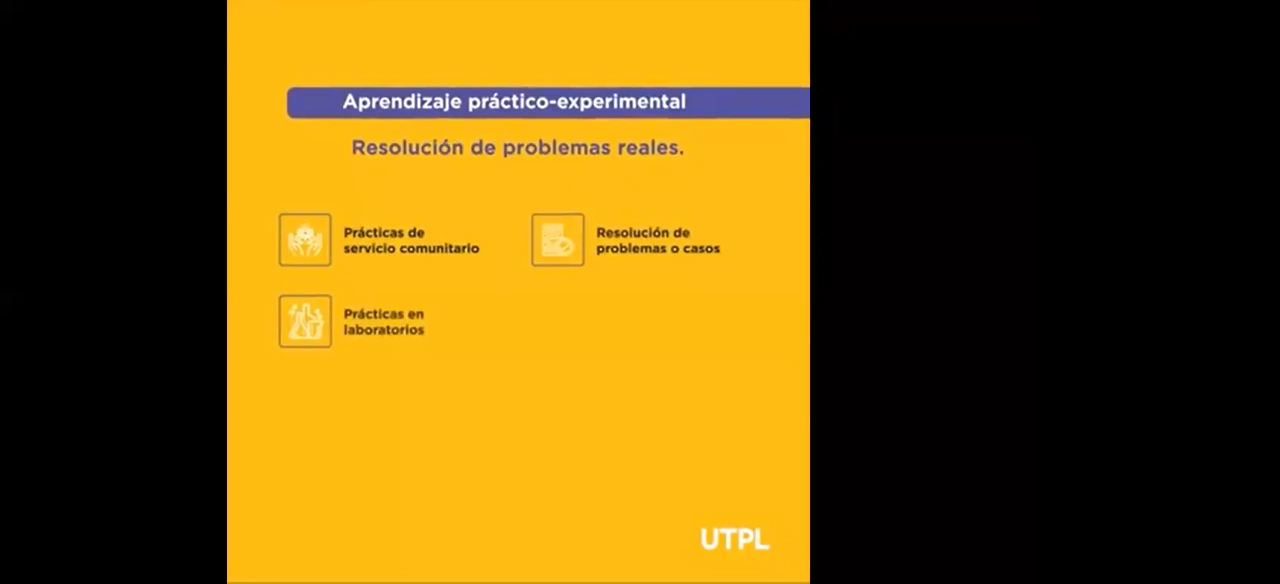 Aprendizaje práctico-experimental
Resolución de problemas reales.
Prácticas de
servicio comunitario
Resolución de
problemas o casos
Prácticas en
laboratorios
UTPL